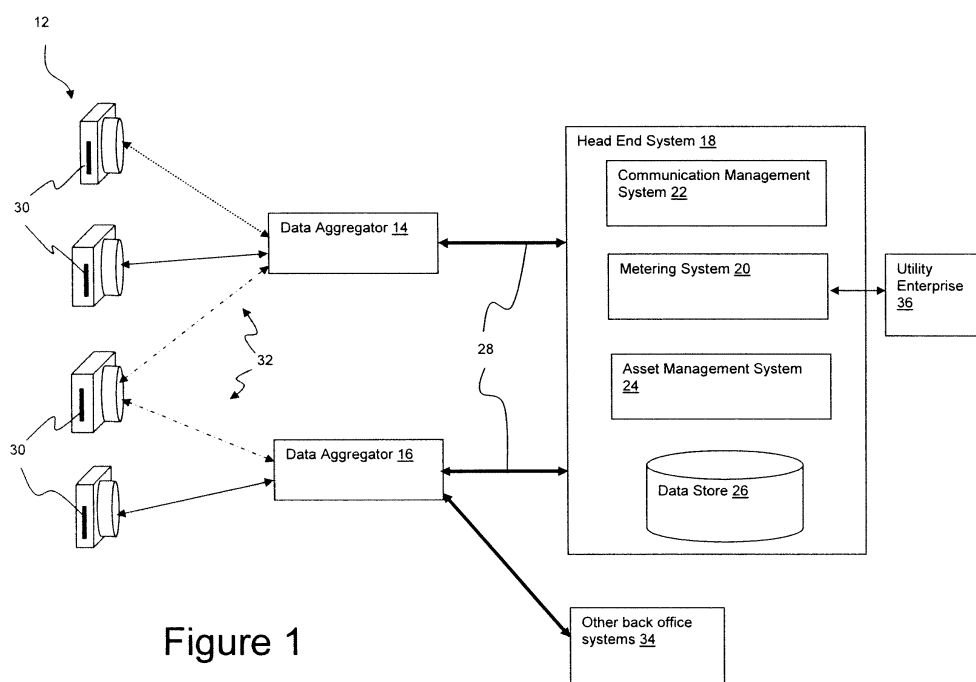 12
Head End System 18
Communication Management
System 22
30
Data Aggregator 14
Metering System 20
Utility
Enterprise
36
32
28
Asset Management System
24
30
Data Aggregator 16
Data Store 26
Other back office
systems 34
Figure 1